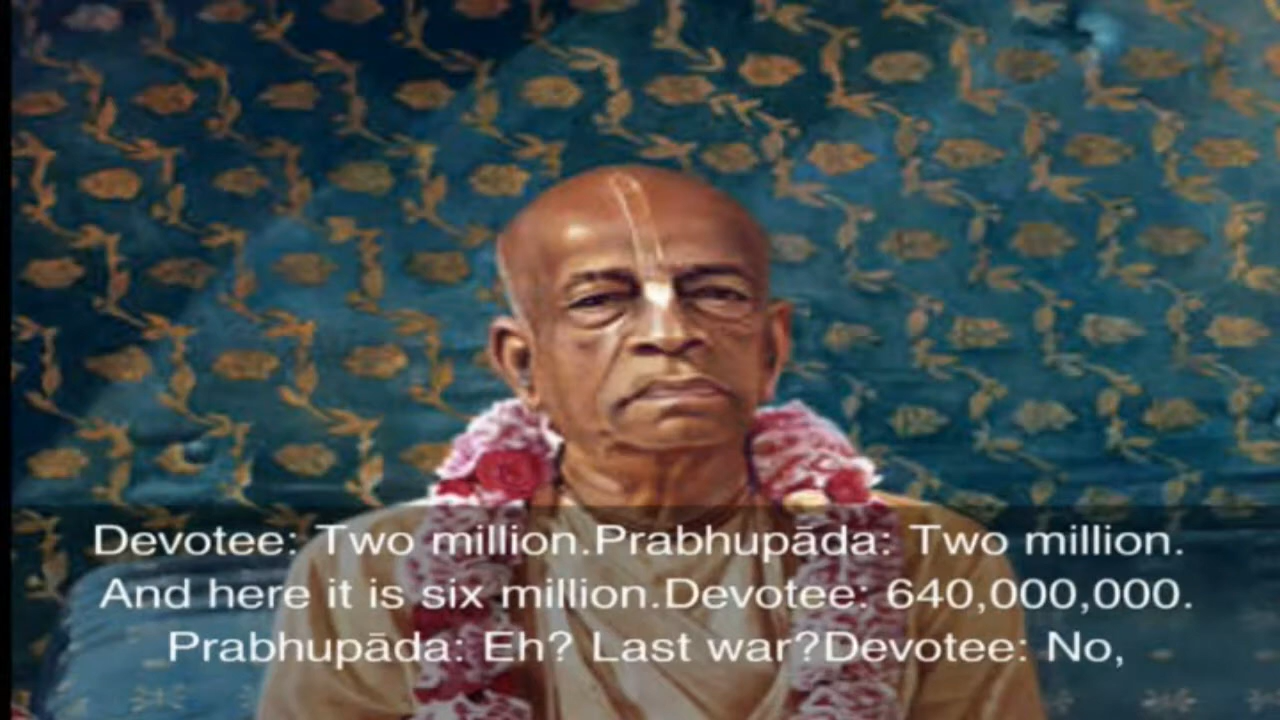 Devotee: Two million.Prabhupāda: Two million.
And here it is six million.Devotee: 640,000,000.
Prabhupāda: Eh? Last war?Devotee: No,